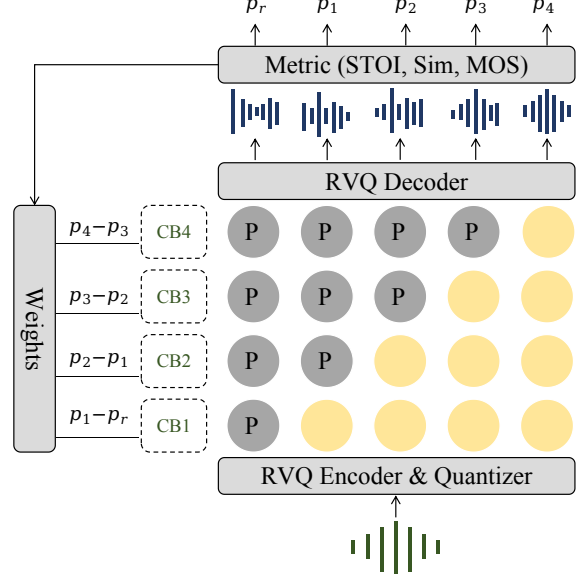 p_r p_1 p_2 p_3 p_4
Metric (STOI, Sim, MOS)
RVQ Decoder
p_4−p_3 CB4 P P P P
p_3−p_2 CB3 P P P
p_2−p_1 CB2 P P
p_1−p_r CB1 P
Weights
RVQ Encoder & Quantizer